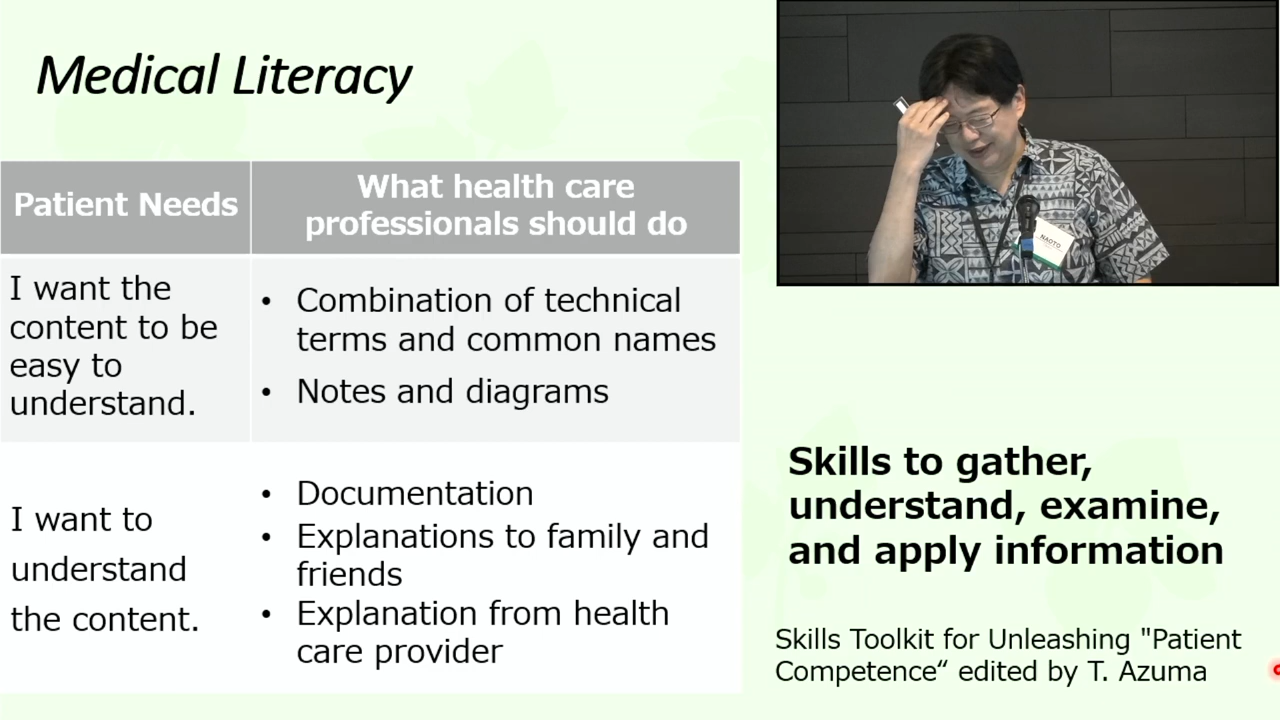 Medical Literacy
Patient Needs
What health care
professionals should do
I want the
content to be
easy to
understand.
• Combination of technical
terms and common names
• Notes and diagrams
I want to
understand
the content.
• Documentation
• Explanations to family and
friends
• Explanation from health
care provider
NAOTO
Skills to gather,
understand, examine,
and apply information
Skills Toolkit for Unleashing "Patient
Competence“ edited by T. Azuma